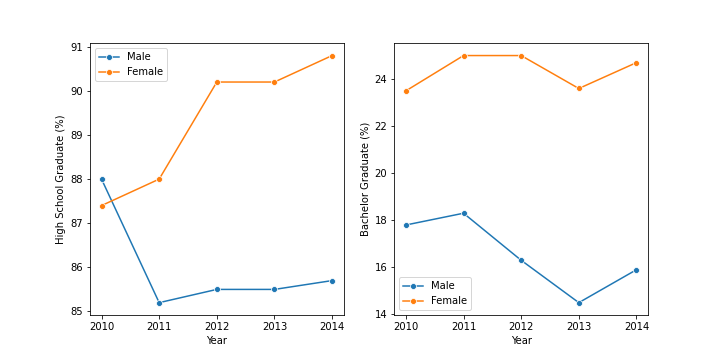 91
90
89
88
87
86
85
High School Graduate (%)
Male
Female
2010 2011 2012 2013 2014
Year
24
22
20
18
16
14
Bachelor Graduate (%)
Male
Female
2010 2011 2012 2013 2014
Year